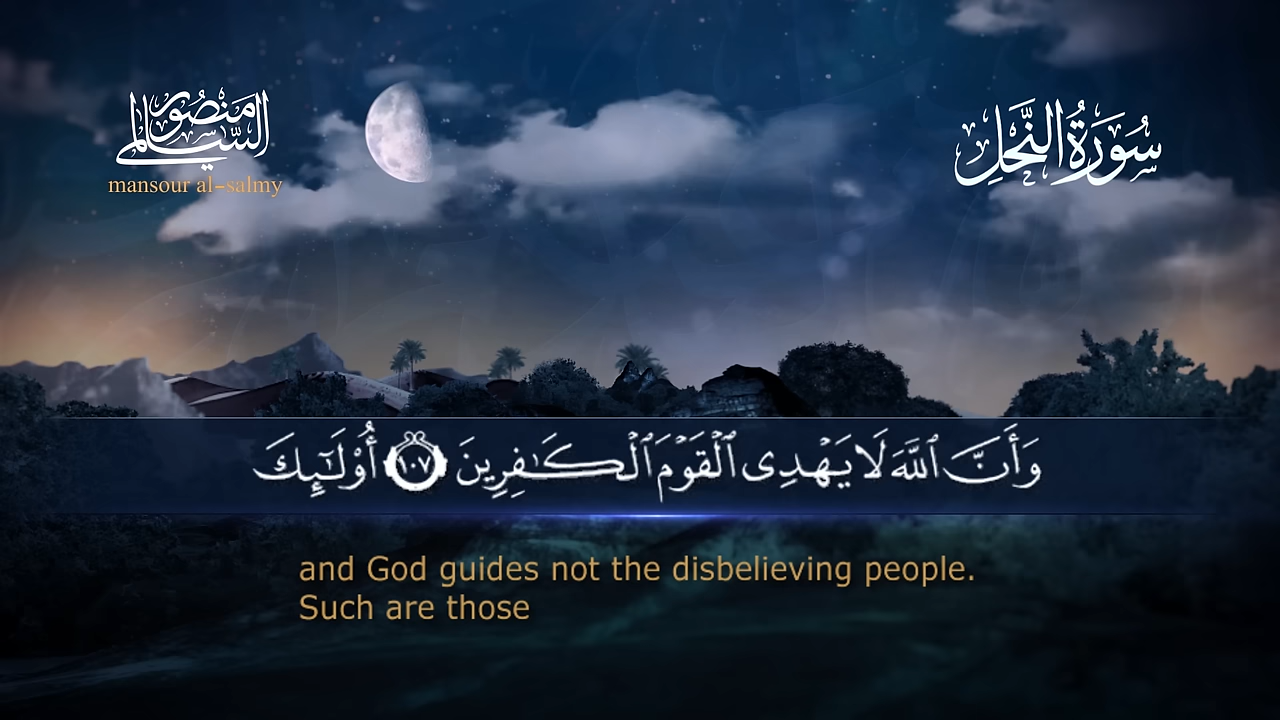 منصور
السالمي
mansour al-salmy
سُورَةُ النَّحْلِ
وَأَنَّ ٱللَّهَ لَا يَهْدِى ٱلْقَوْمَ ٱلْكَـٰفِرِينَ ١٠٧ أُو۟لَـٰٓئِكَ
and God guides not the disbelieving people.
Such are those